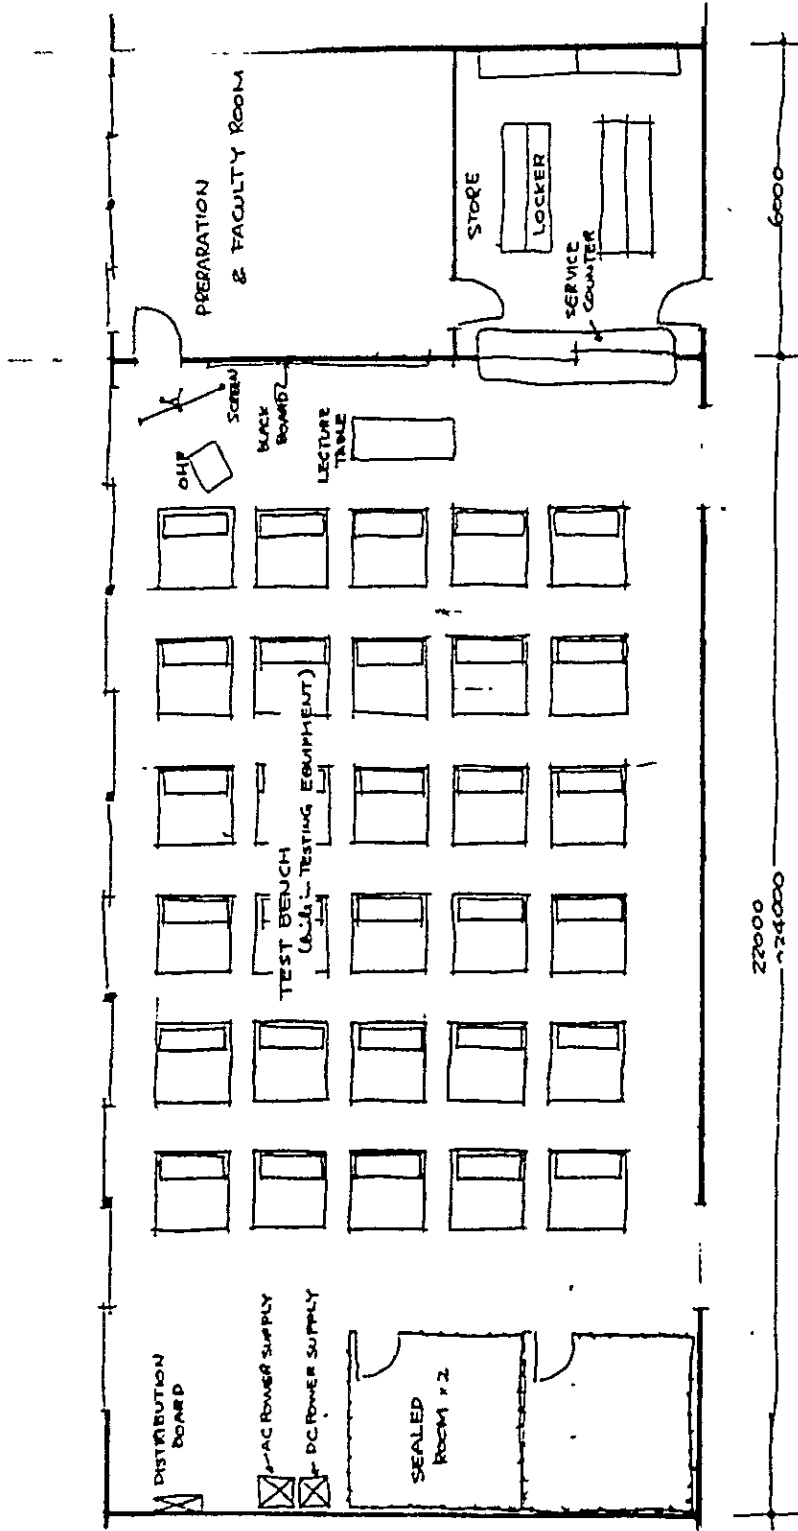 PREPARATION
& FACULTY ROOM
STORE
LOCKER
SERVICE
COUNTER
SCREEN
BLACK
BOARD
OHP
LECTURE
TABLE
TEST BENCH
TESTING EQUIPMENT)
DISTRIBUTION
BOARD
AC POWER SUPPLY
DC POWER SUPPLY
SEALED
ROOM x 2
6000
22000
~24000